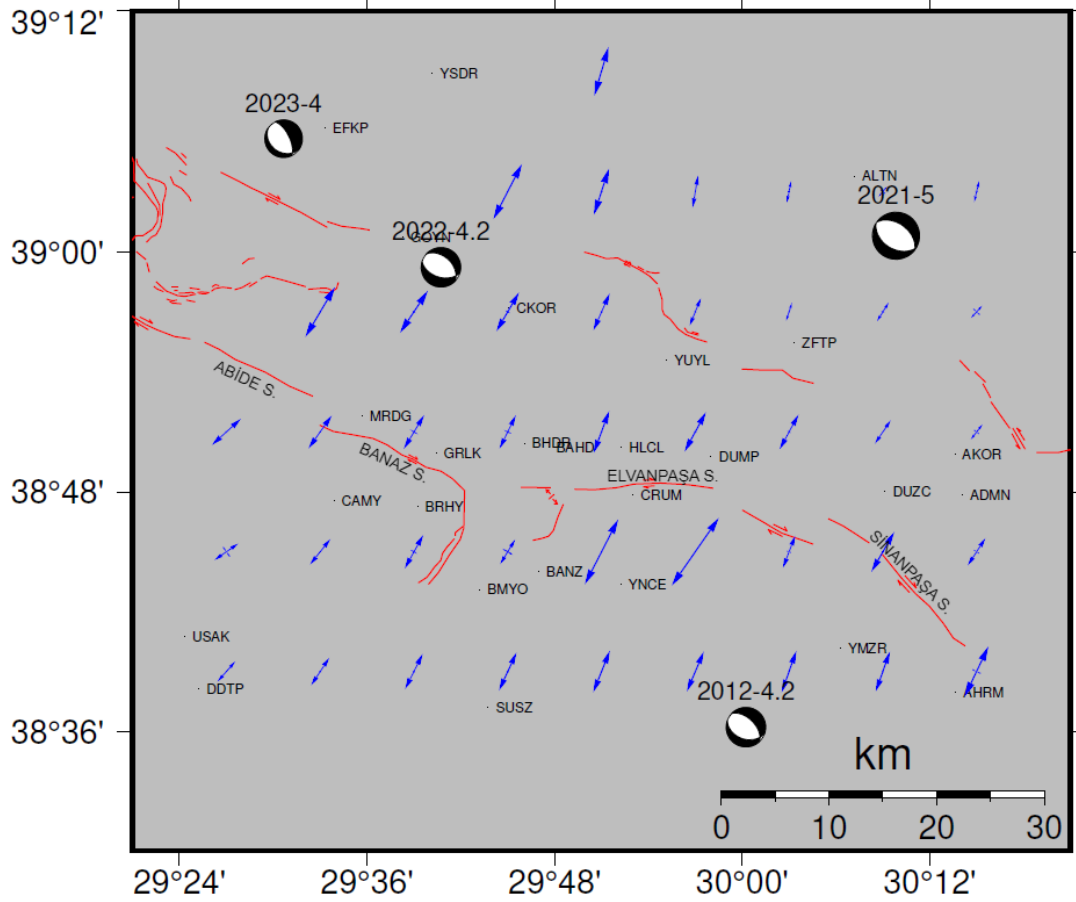 39°12'
YSDR
2023-4
EFKP
ALTN
2021-5
2022-4.2
GOYN
39°00'
CKOR
ZFTP
YUYL
ABİDE S.
MRDG
BHDR
BAHD
HLCL
GRLK
DUMP
AKOR
BANAZ S.
ELVANPAŞA S.
38°48'
CAMY
BRHY
CRUM
DUZC
ADMN
SİNANPAŞA S.
BANZ
BMYO
YNCE
USAK
YMZR
DDTP
2012-4.2
AHRM
SUSZ
38°36'
km
0 10 20 30
29°24' 29°36' 29°48' 30°00' 30°12'